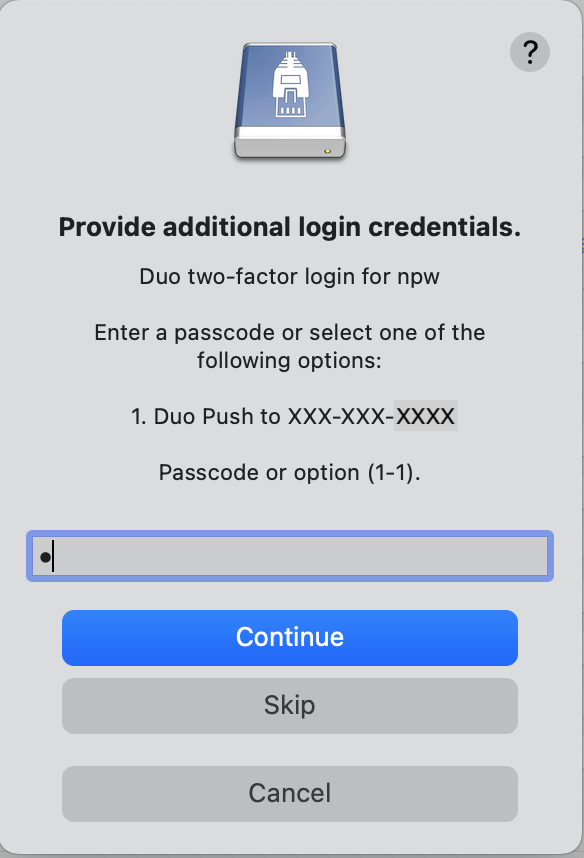 ?
Provide additional login credentials.
Duo two-factor login for npw
Enter a passcode or select one of the
following options:
1. Duo Push to XXX-XXX-XXXX
Passcode or option (1-1).
•
Continue
Skip
Cancel